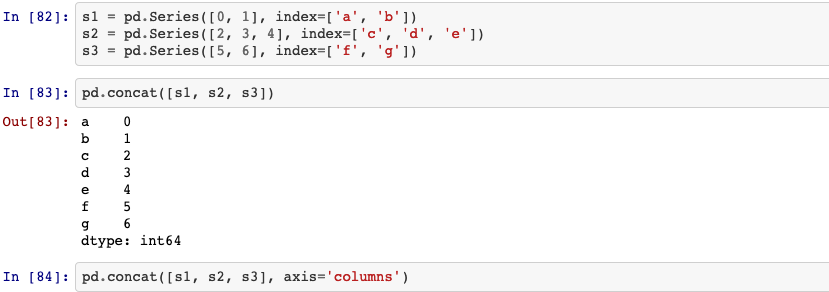 In [82]: s1 = pd.Series([0, 1], index=['a', 'b'])
s2 = pd.Series([2, 3, 4], index=['c', 'd', 'e'])
s3 = pd.Series([5, 6], index=['f', 'g'])
In [83]: pd.concat([s1, s2, s3])
Out[83]: a    0
b    1
c    2
d    3
e    4
f    5
g    6
dtype: int64
In [84]: pd.concat([s1, s2, s3], axis='columns')